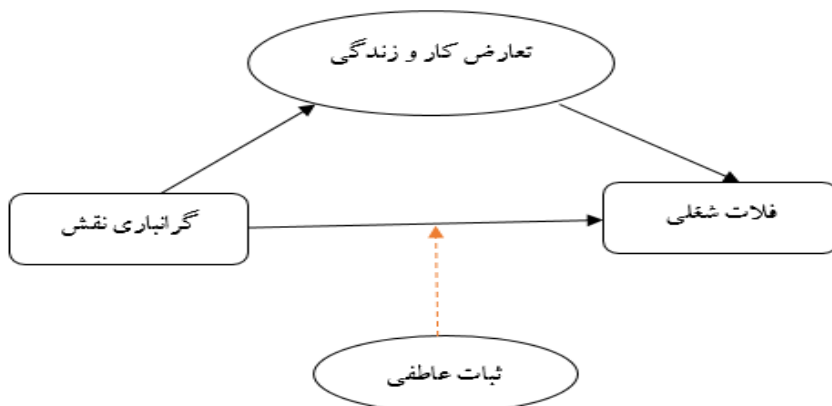 تعارض کار و زندگی
گرانباری نقش
فلات شغلی
ثبات عاطفی